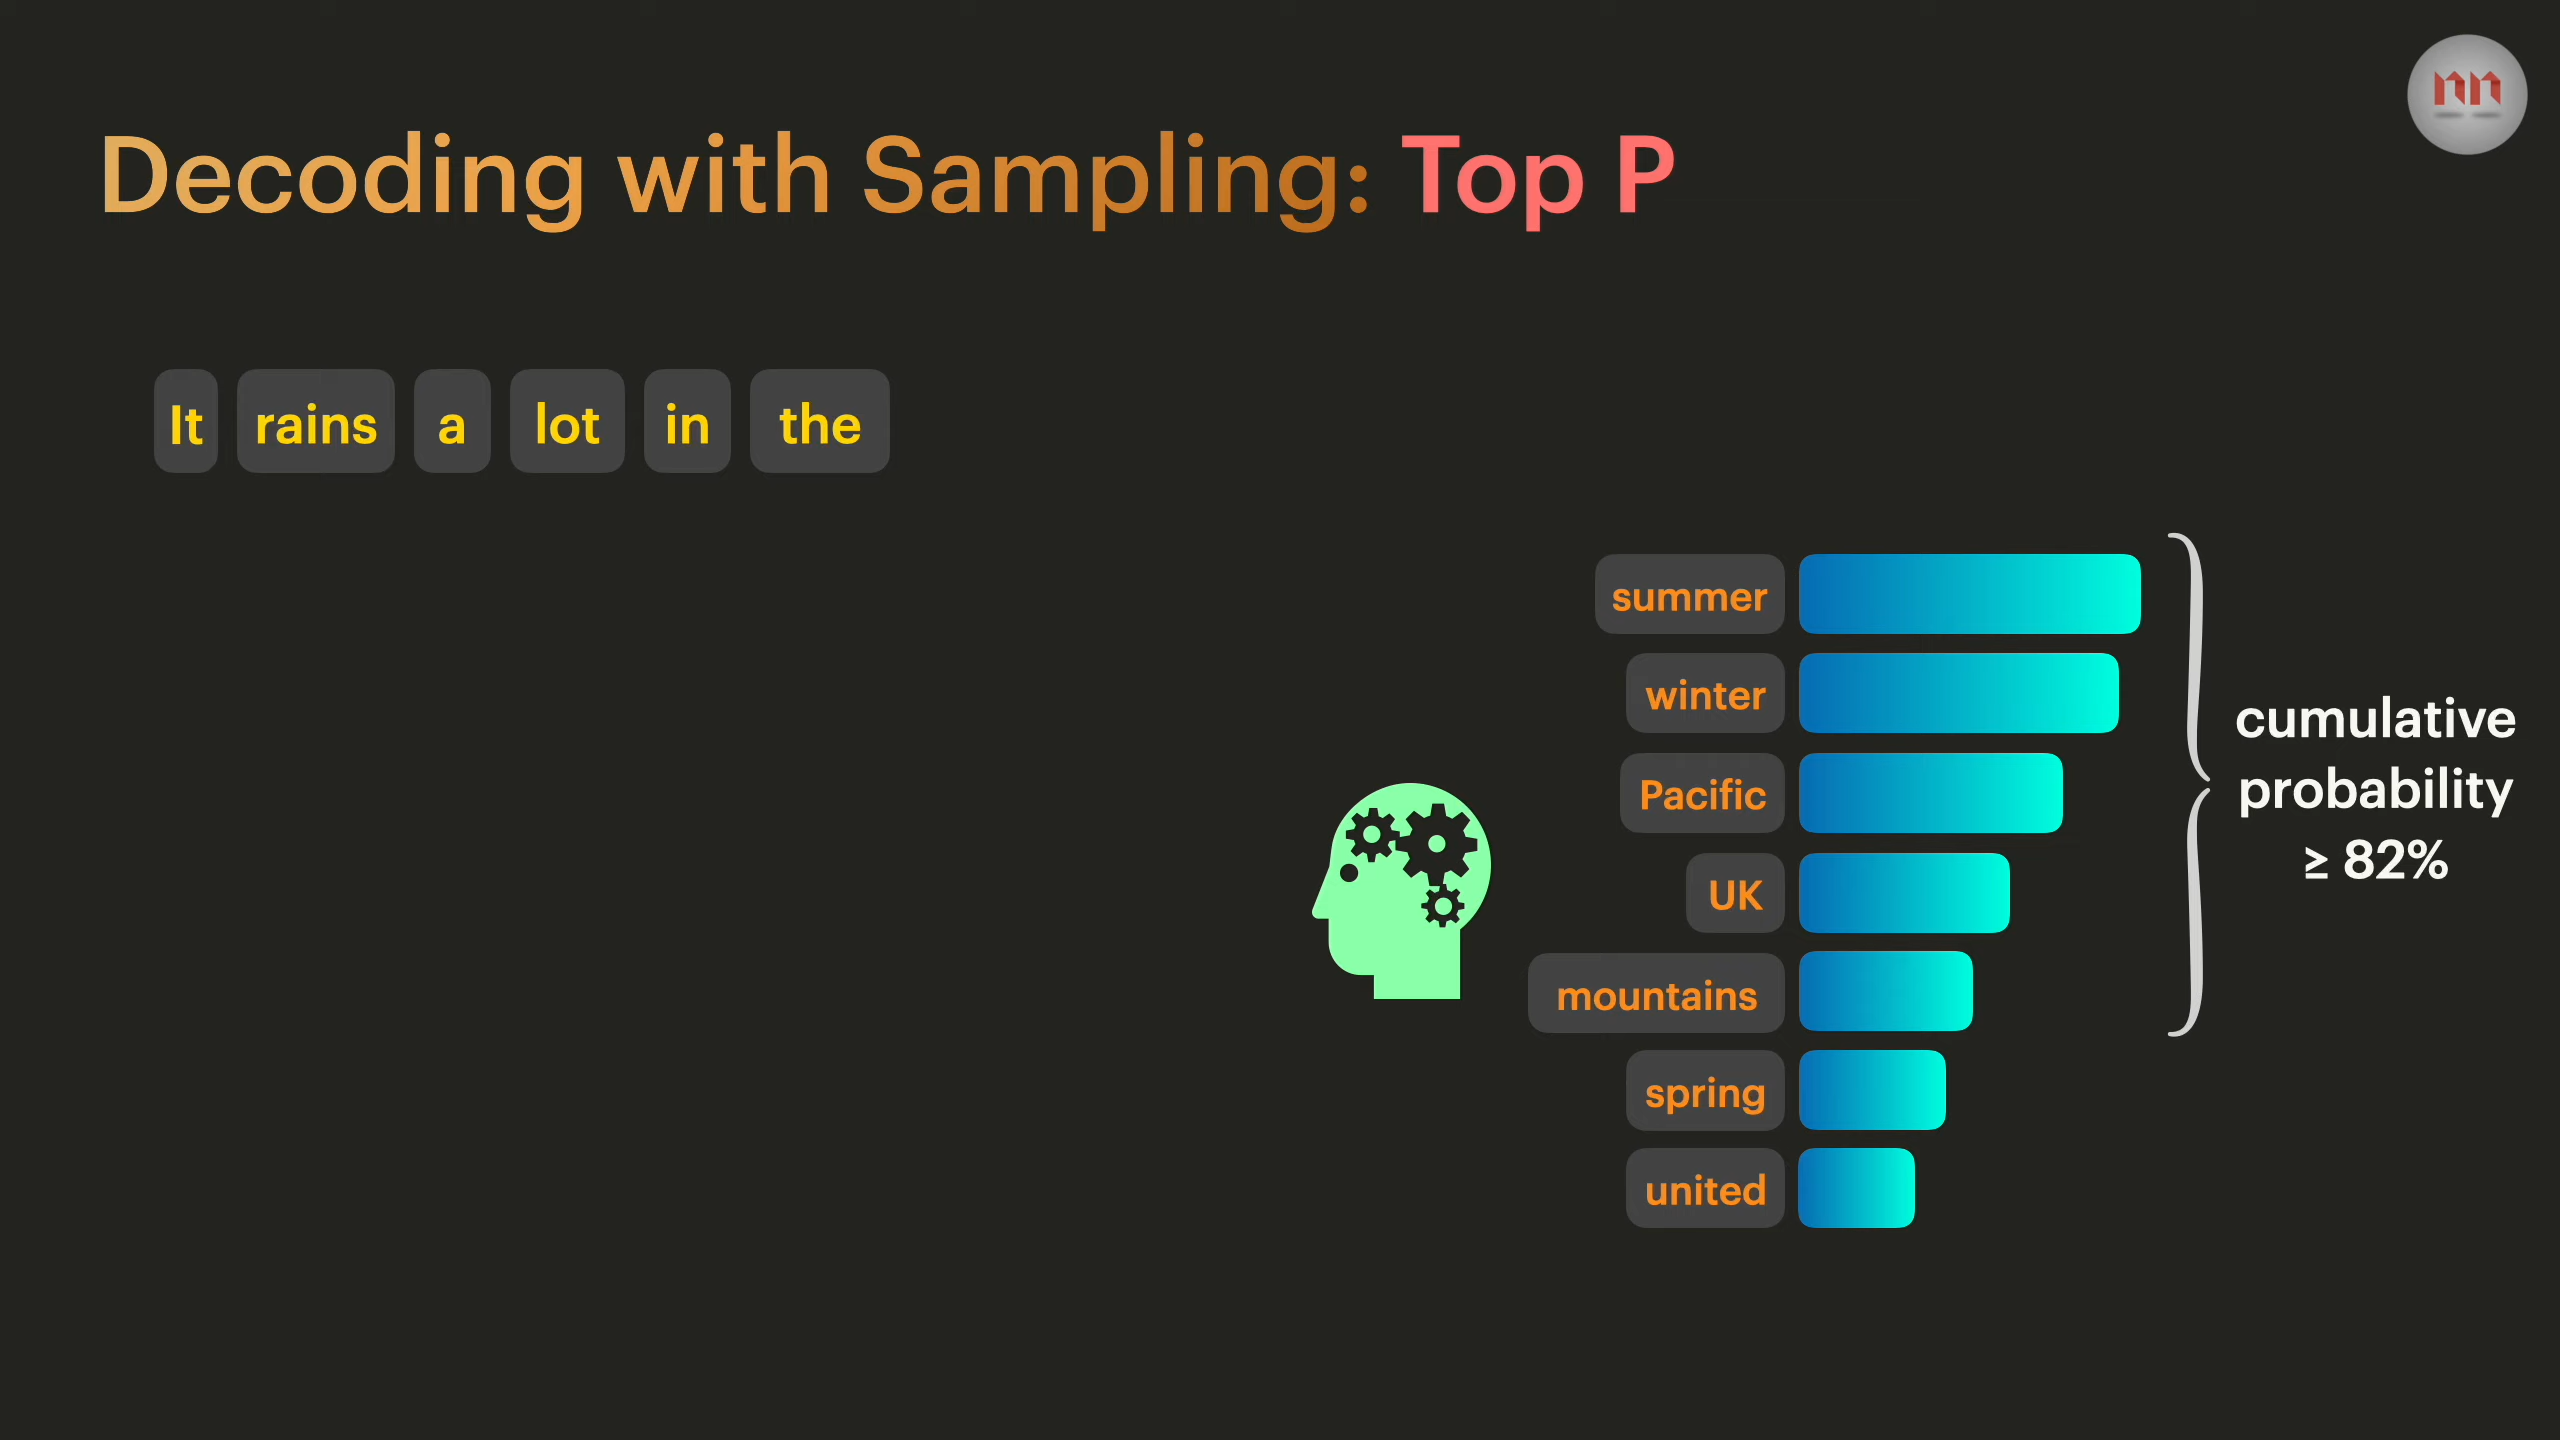 Decoding with Sampling: Top P
It rains a lot in the
summer
winter
Pacific
UK
mountains
spring
united
cumulative
probability
≥ 82%